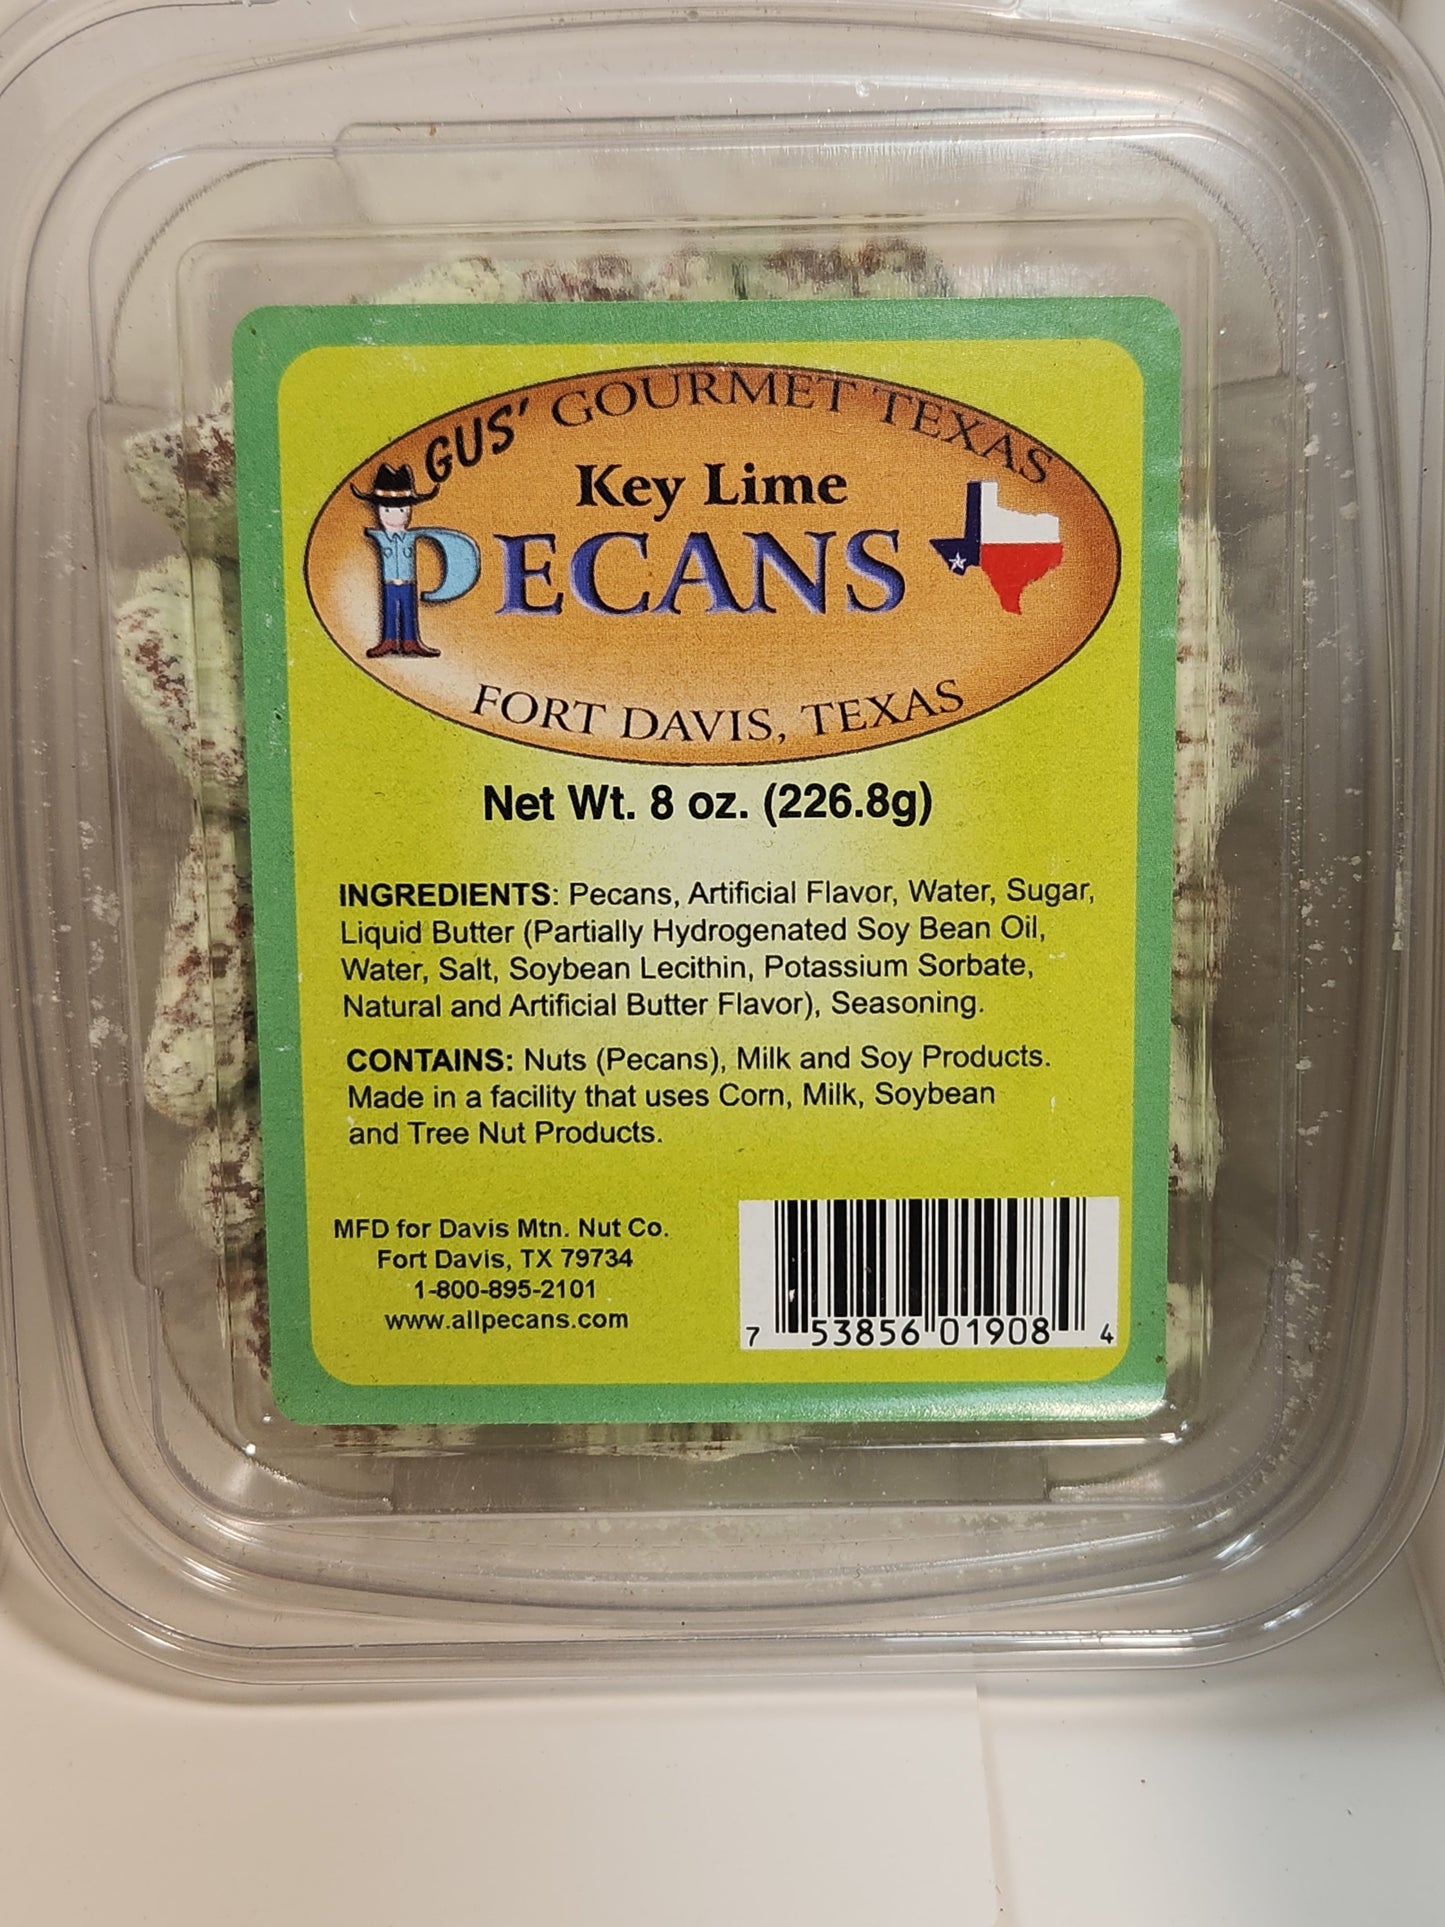 GUS' GOURMET TEXAS
Key Lime
PECANS
FORT DAVIS, TEXAS
Net Wt. 8 oz. (226.8g)
INGREDIENTS: Pecans, Artificial Flavor, Water, Sugar,
Liquid Butter (Partially Hydrogenated Soy Bean Oil,
Water, Salt, Soybean Lecithin, Potassium Sorbate,
Natural and Artificial Butter Flavor), Seasoning.
CONTAINS: Nuts (Pecans), Milk and Soy Products.
Made in a facility that uses Corn, Milk, Soybean
and Tree Nut Products.
MFD for Davis Mtn. Nut Co.
Fort Davis, TX 79734
1-800-895-2101
www.allpecans.com
7 53856 01908 4